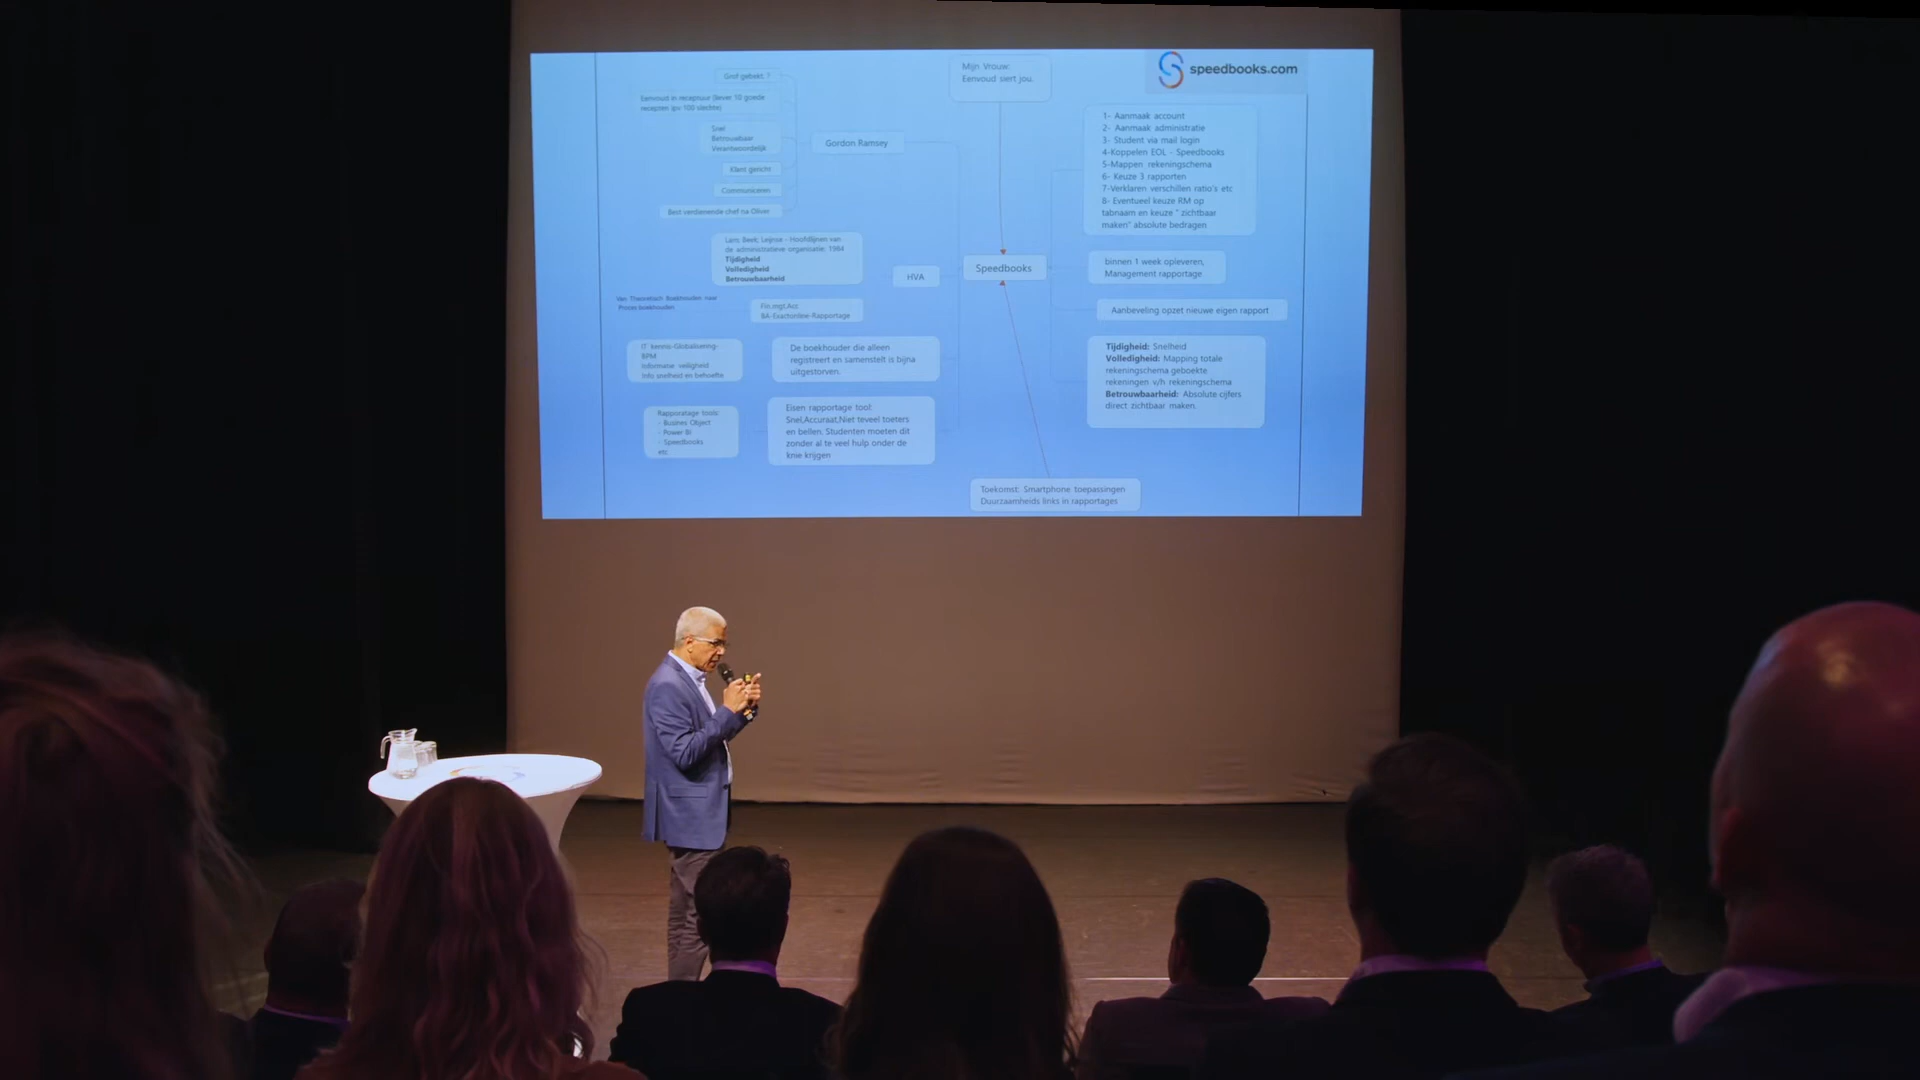 Mijn Vrouw:
Eenvoud siert jou.
speedbooks.com
Grof gebekt. ?
Eenvoud in receptuur (liever 10 goede
recepten ipv 100 slechte)
Snel
Betrouwbaar
Verantwoordelijk
Klant gericht
Communiceren
Best verdienende chef na Oliver
Gordon Ramsey
1- Aanmaak account
2- Aanmaak administratie
3- Student via mail login
4-Koppelen EOL - Speedbooks
5-Mappen rekeningschema
6- Keuze 3 rapporten
7-Verklaren verschillen ratio's etc
8- Eventueel keuze RM op
tabnaam en keuze " zichtbaar
maken" absolute bedragen
Lans Beek; Leijnse - Hoofdlijnen van
de administratieve organisatie. 1984
Tijdigheid
Volledigheid
Betrouwbaarheid
HVA
Speedbooks
binnen 1 week opleveren,
Management rapportage
Van Theoretisch Boekhouden naar
Proces boekhouden
Fin.mgt.Act
BA-Exactonline-Rapportage
Aanbeveling opzet nieuwe eigen rapport
IT kennis-Globalisering-
BPM
Informatie veiligheid
Info snelheid en behoefte
De boekhouder die alleen
registreert en samenstelt is bijna
uitgestorven.
Tijdigheid: Snelheid
Volledigheid: Mapping totale
rekeningschema geboekte
rekeningen v/h rekeningschema
Betrouwbaarheid: Absolute cijfers
direct zichtbaar maken.
Rapporatage tools:
- Busines Object
- Power BI
- Speedbooks
etc
Eisen rapportage tool:
Snel,Accuraat,Niet teveel toeters
en bellen. Studenten moeten dit
zonder al te veel hulp onder de
knie krijgen
Toekomst: Smartphone toepassingen
Duurzaamheids links in rapportages